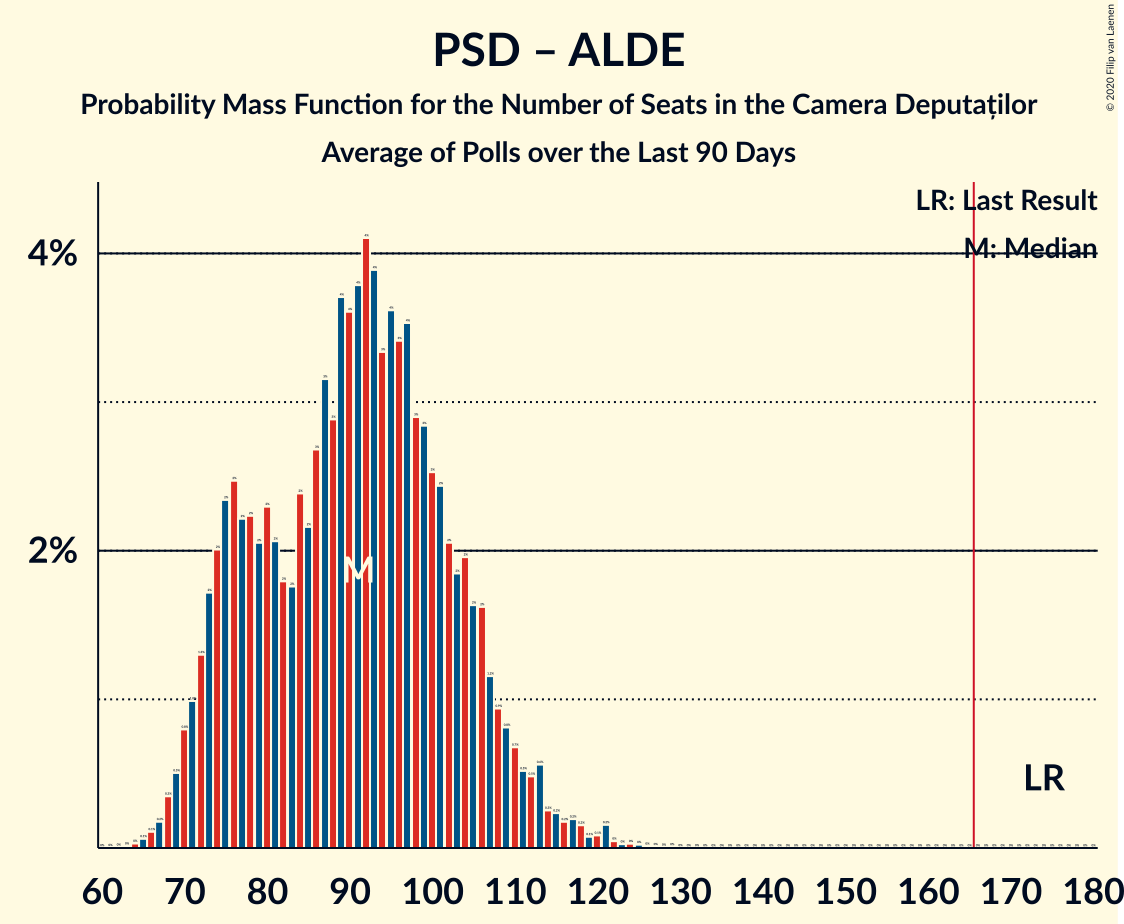 PSD – ALDE
Probability Mass Function for the Number of Seats in the Camera Deputaților
Average of Polls over the Last 90 Days
© 2020 Filip van Laenen
LR: Last Result
M: Median
4%
2%
M
LR
60 70 80 90 100 110 120 130 140 150 160 170 180